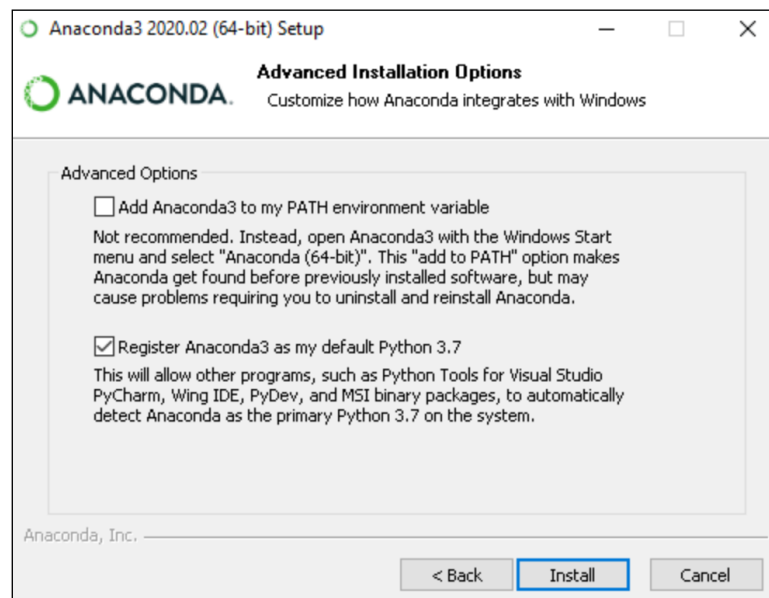 Anaconda3 2020.02 (64-bit) Setup
ANACONDA.
Advanced Installation Options
Customize how Anaconda integrates with Windows
Advanced Options
Add Anaconda3 to my PATH environment variable
Not recommended. Instead, open Anaconda3 with the Windows Start
menu and select "Anaconda (64-bit)". This "add to PATH" option makes
Anaconda get found before previously installed software, but may
cause problems requiring you to uninstall and reinstall Anaconda.
Register Anaconda3 as my default Python 3.7
This will allow other programs, such as Python Tools for Visual Studio
PyCharm, Wing IDE, PyDev, and MSI binary packages, to automatically
detect Anaconda as the primary Python 3.7 on the system.
Anaconda, Inc.
< Back
Install
Cancel